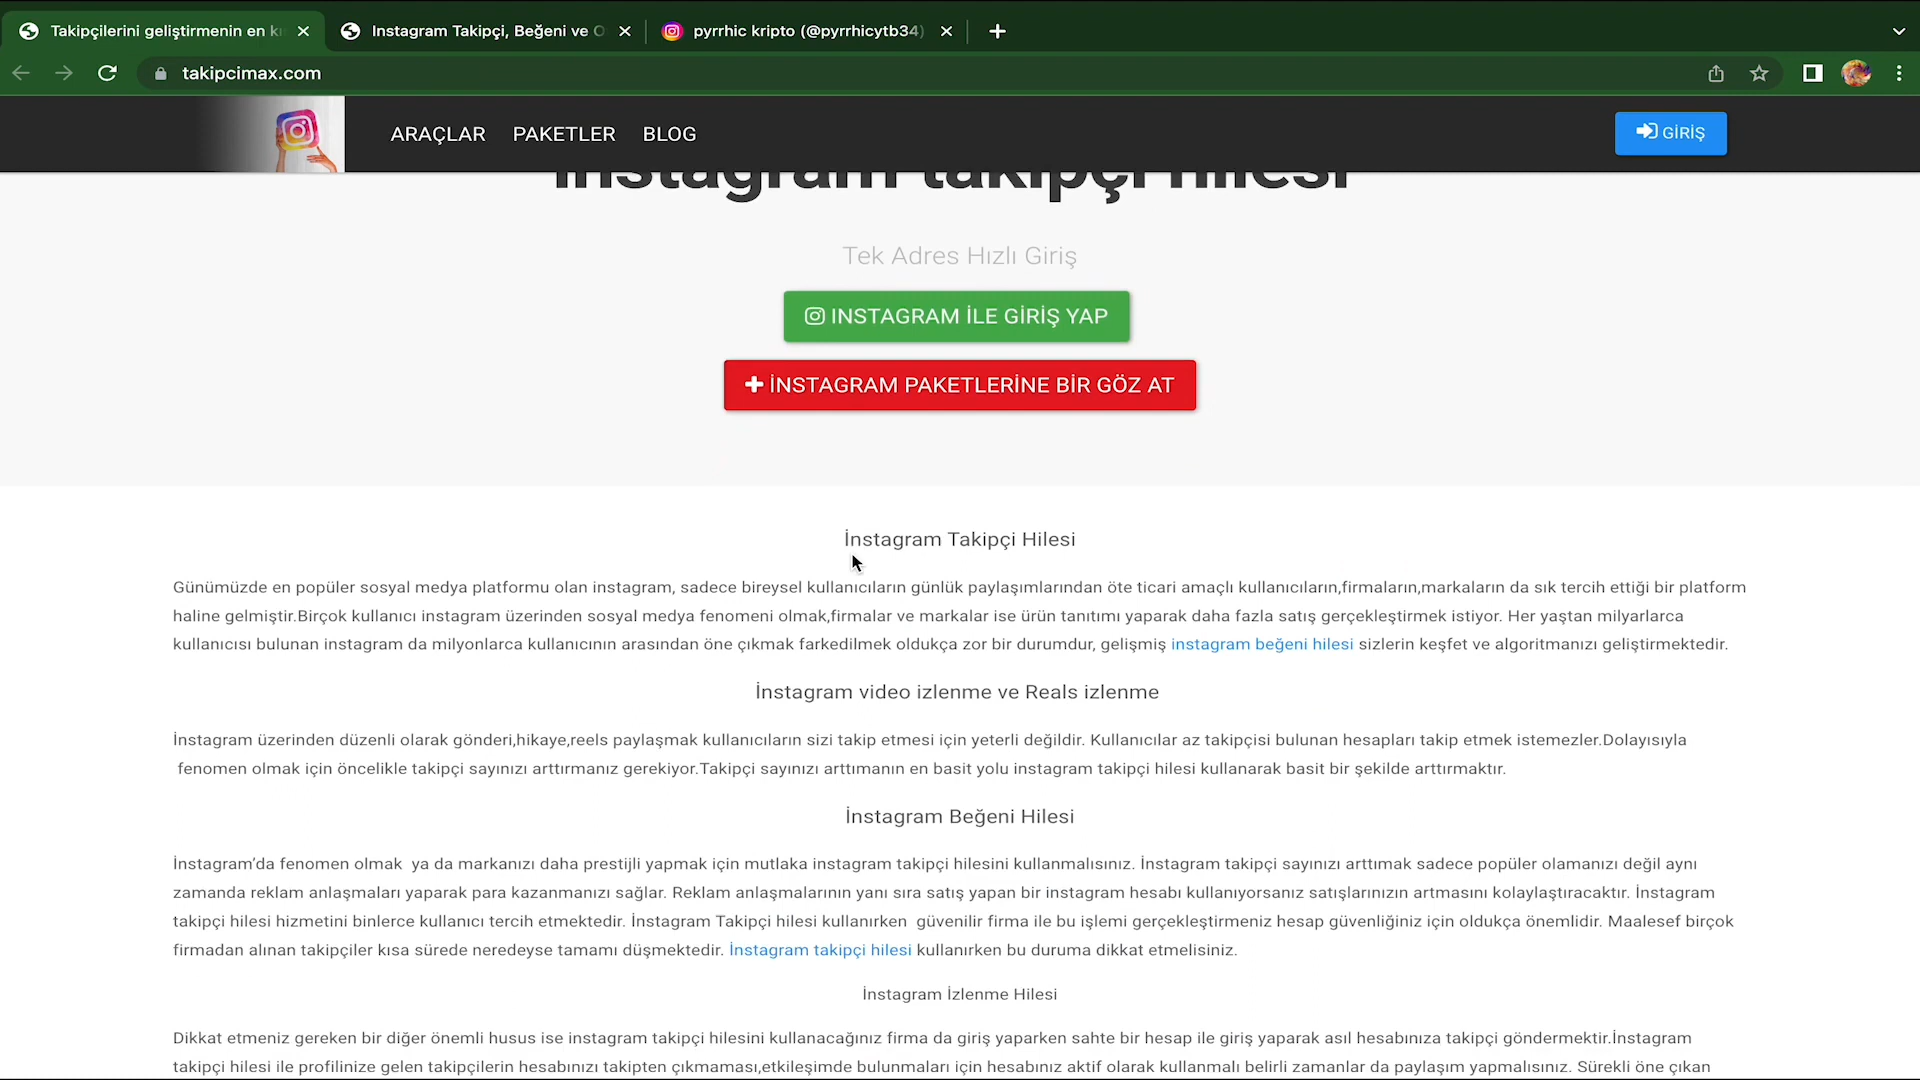 Takipçilerini geliştirmenin en k
Instagram Takipçi, Beğeni ve O
pyrrhic kripto (@pyrrhicytb34)
takipcimax.com
ARAÇLAR PAKETLER BLOG
GİRİŞ
Instagram takipçi hilesi
Tek Adres Hızlı Giriş
INSTAGRAM İLE GİRİŞ YAP
İNSTAGRAM PAKETLERİNE BİR GÖZ AT
İnstagram Takipçi Hilesi
Günümüzde en popüler sosyal medya platformu olan instagram, sadece bireysel kullanıcıların günlük paylaşımlarından öte ticari amaçlı kullanıcıların,firmaların,markaların da sık tercih ettiği bir platform
haline gelmiştir.Birçok kullanıcı instagram üzerinden sosyal medya fenomeni olmak,firmalar ve markalar ise ürün tanıtımı yaparak daha fazla satış gerçekleştirmek istiyor. Her yaştan milyarlarca
kullanıcısı bulunan instagram da milyonlarca kullanıcının arasından öne çıkmak farkedilmek oldukça zor bir durumdur, gelişmiş instagram beğeni hilesi sizlerin keşfet ve algoritmanızı geliştirmektedir.
İnstagram video izlenme ve Reals izlenme
İnstagram üzerinden düzenli olarak gönderi,hikaye,reels paylaşmak kullanıcıların sizi takip etmesi için yeterli değildir. Kullanıcılar az takipçisi bulunan hesapları takip etmek istemezler.Dolayısıyla
fenomen olmak için öncelikle takipçi sayınızı arttırmanız gerekiyor.Takipçi sayınızı arttımanın en basit yolu instagram takipçi hilesi kullanarak basit bir şekilde arttırmaktır.
İnstagram Beğeni Hilesi
İnstagram’da fenomen olmak ya da markanızı daha prestijli yapmak için mutlaka instagram takipçi hilesini kullanmalısınız. İnstagram takipçi sayınızı arttımak sadece popüler olamanızı değil aynı
zamanda reklam anlaşmaları yaparak para kazanmanızı sağlar. Reklam anlaşmalarının yanı sıra satış yapan bir instagram hesabı kullanıyorsanız satışlarınızın artmasını kolaylaştıracaktır. İnstagram
takipçi hilesi hizmetini binlerce kullanıcı tercih etmektedir. İnstagram Takipçi hilesi kullanırken güvenilir firma ile bu işlemi gerçekleştirmeniz hesap güvenliğiniz için oldukça önemlidir. Maalesef birçok
firmadan alınan takipçiler kısa sürede neredeyse tamamı düşmektedir. İnstagram takipçi hilesi kullanırken bu duruma dikkat etmelisiniz.
İnstagram İzlenme Hilesi
Dikkat etmeniz gereken bir diğer önemli husus ise instagram takipçi hilesini kullanacağınız firma da giriş yaparken sahte bir hesap ile giriş yaparak asıl hesabınıza takipçi göndermektir.İnstagram
takipçi hilesi ile profilinize gelen takipçilerin hesabınızı takipten çıkmaması,etkileşimde bulunmaları için hesabınız aktif olarak kullanmalı belirli zamanlar da paylaşım yapmalısınız. Sürekli öne çıkan